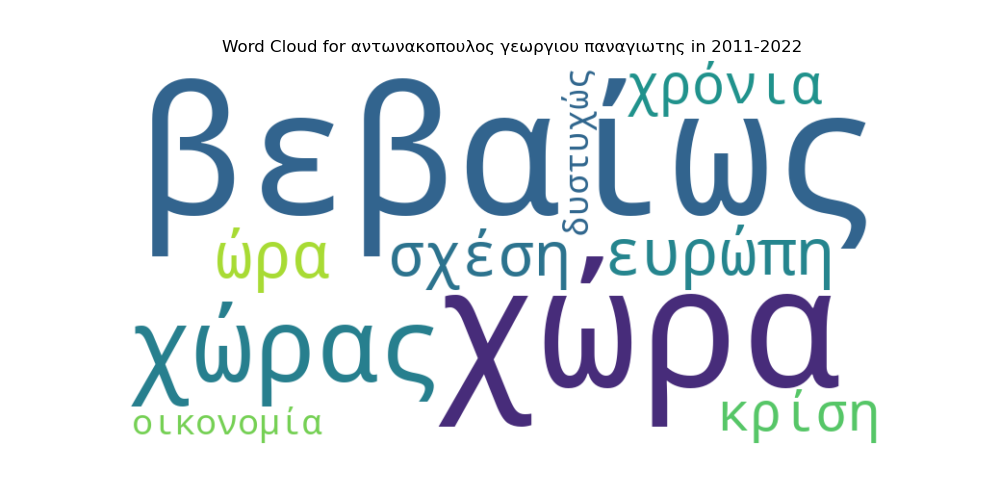 Word Cloud for αντωνακοπουλος γεωργιου παναγιωτης in 2011-2022
βεβαίως
δυστυχώς
χρόνια
ώρα
σχέση
ευρώπη
χώρας
χώρα
οικονομία
κρίση